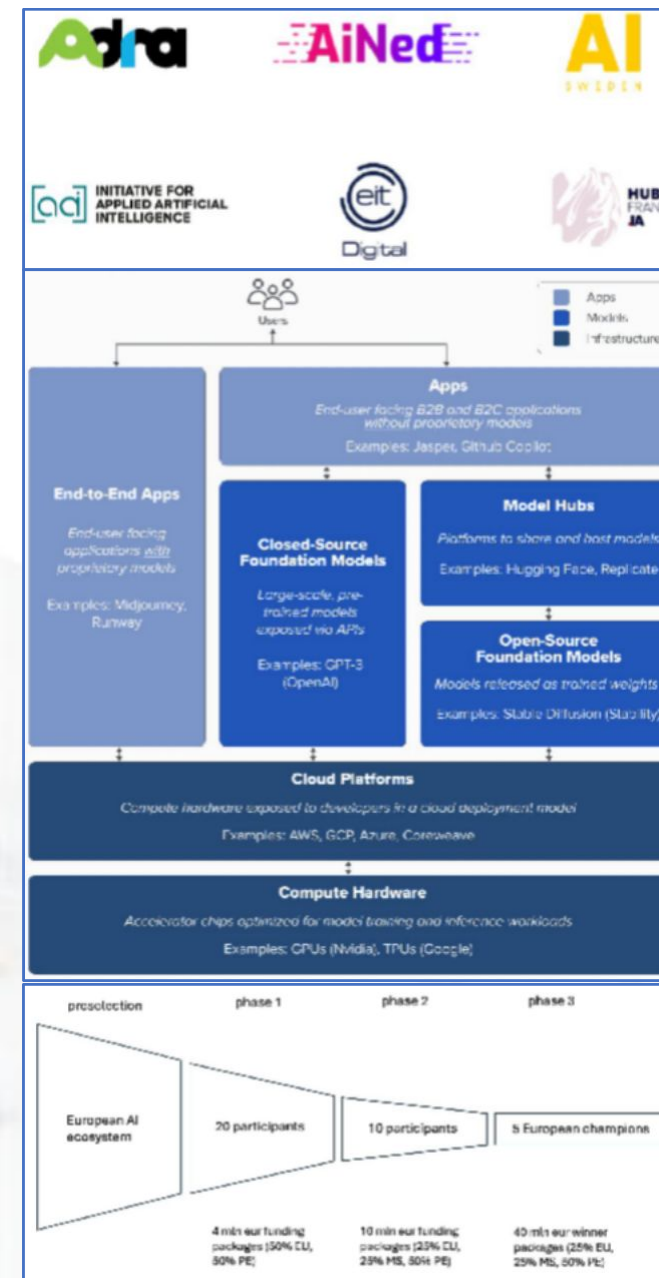 Adra
AiNed
AI
SWEDEN
[aai]
INITIATIVE FOR
APPLIED ARTIFICIAL
INTELLIGENCE
eit
Digital
HUB
FRAN
IA
Users
Apps
Models
Infrastructure
Apps
End-user facing B2B and B2C applications
without proprietary models
Examples: Jasper, Github Copilot
End-to-End Apps
End-user facing
applications with
proprietary models
Examples: Midjourney,
Runway
Closed-Source
Foundation Models
Large-scale, pre-
trained models
exposed via APIs
Examples: GPT-3
(OpenAI)
Model Hubs
Platforms to share and host models
Examples: Hugging Face, Replicate
Open-Source
Foundation Models
Models released as trained weights
Examples: Stable Diffusion (Stability)
Cloud Platforms
Compute hardware exposed to developers in a cloud deployment model
Examples: AWS, GCP, Azure, Coreweave
Compute Hardware
Accelerator chips optimized for model training and inference workloads
Examples: GPUs (Nvidia), TPUs (Google)
preselection
phase 1
phase 2
phase 3
European AI
ecosystem
20 participants
10 participants
5 European champions
4 mln eur funding
packages (50% EU,
50% PE)
10 mln eur funding
packages (25% EU,
25% MS, 50% PE)
40 mln eur winner
packages (25% EU,
25% MS, 50% PE)